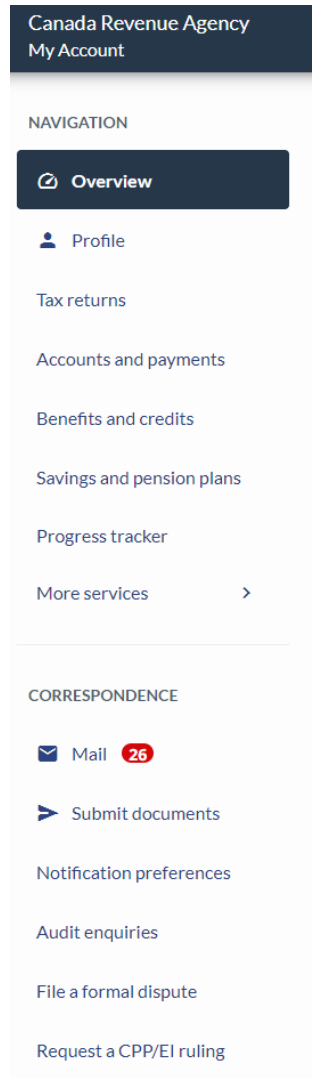 Canada Revenue Agency
My Account
NAVIGATION
Overview
Profile
Tax returns
Accounts and payments
Benefits and credits
Savings and pension plans
Progress tracker
More services
CORRESPONDENCE
Mail 26
Submit documents
Notification preferences
Audit enquiries
File a formal dispute
Request a CPP/EI ruling